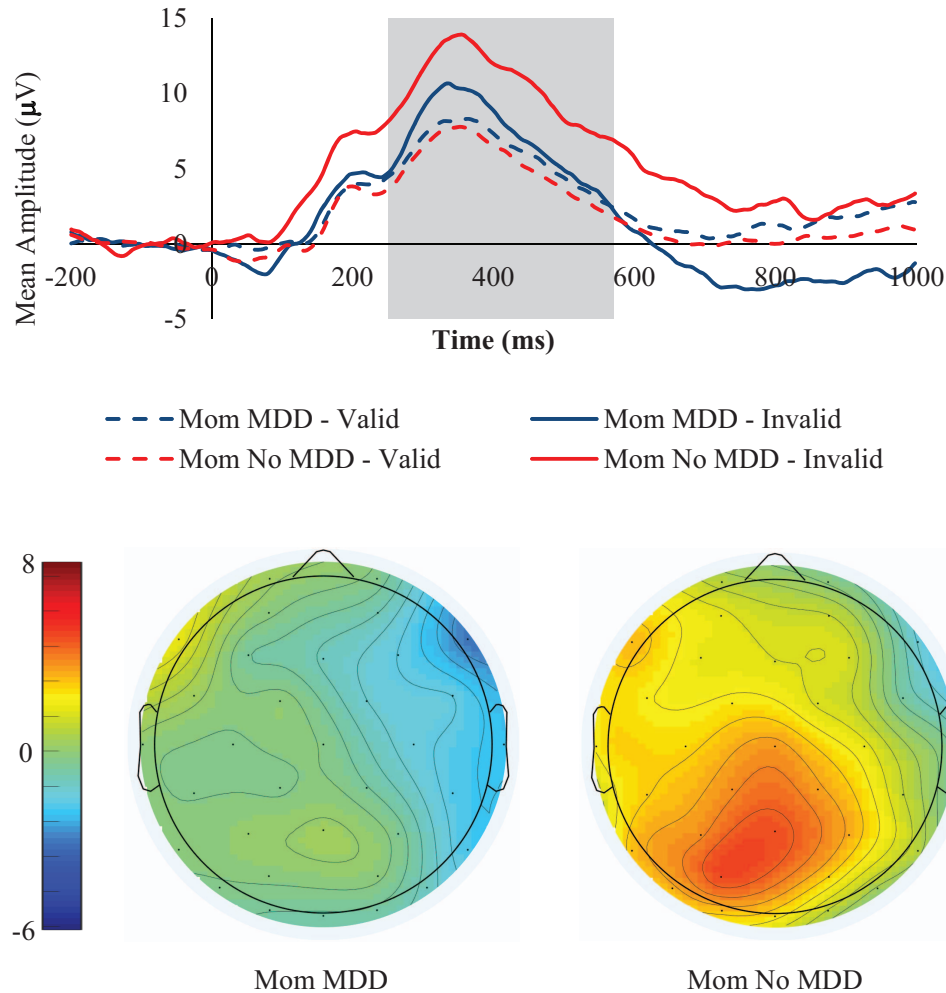 15
10
5
0
-5
Mean Amplitude (µV)
-200 0 200 400 600 800 1000
Time (ms)
Mom MDD - Valid Mom MDD - Invalid
Mom No MDD - Valid Mom No MDD - Invalid
8
0
-6
Mom MDD Mom No MDD